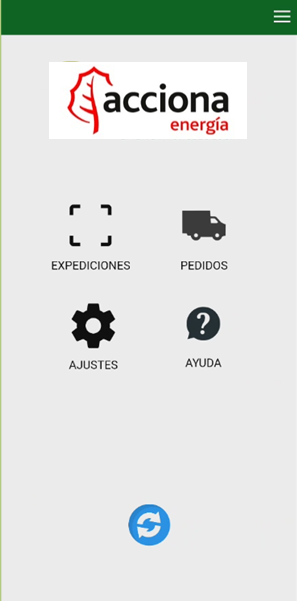 acciona
energía
EXPEDICIONES
PEDIDOS
AJUSTES
AYUDA